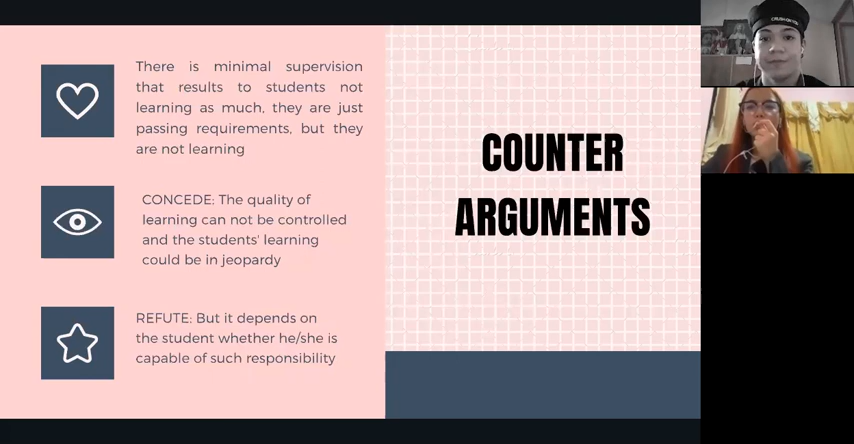 There is minimal supervision
that results to students not
learning as much, they are just
passing requirements, but they
are not learning
CONCEDE: The quality of
learning can not be controlled
and the students' learning
could be in jeopardy
REFUTE: But it depends on
the student whether he/she is
capable of such responsibility
COUNTER
ARGUMENTS